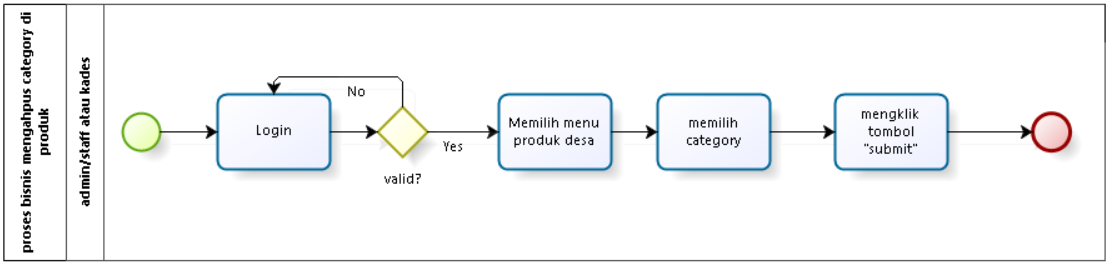 proses bisnis mengahpus category di
produk
admin/staff atau kades
Login
No
valid?
Yes
Memilih menu
produk desa
memilih
category
mengklik
tombol
"submit"